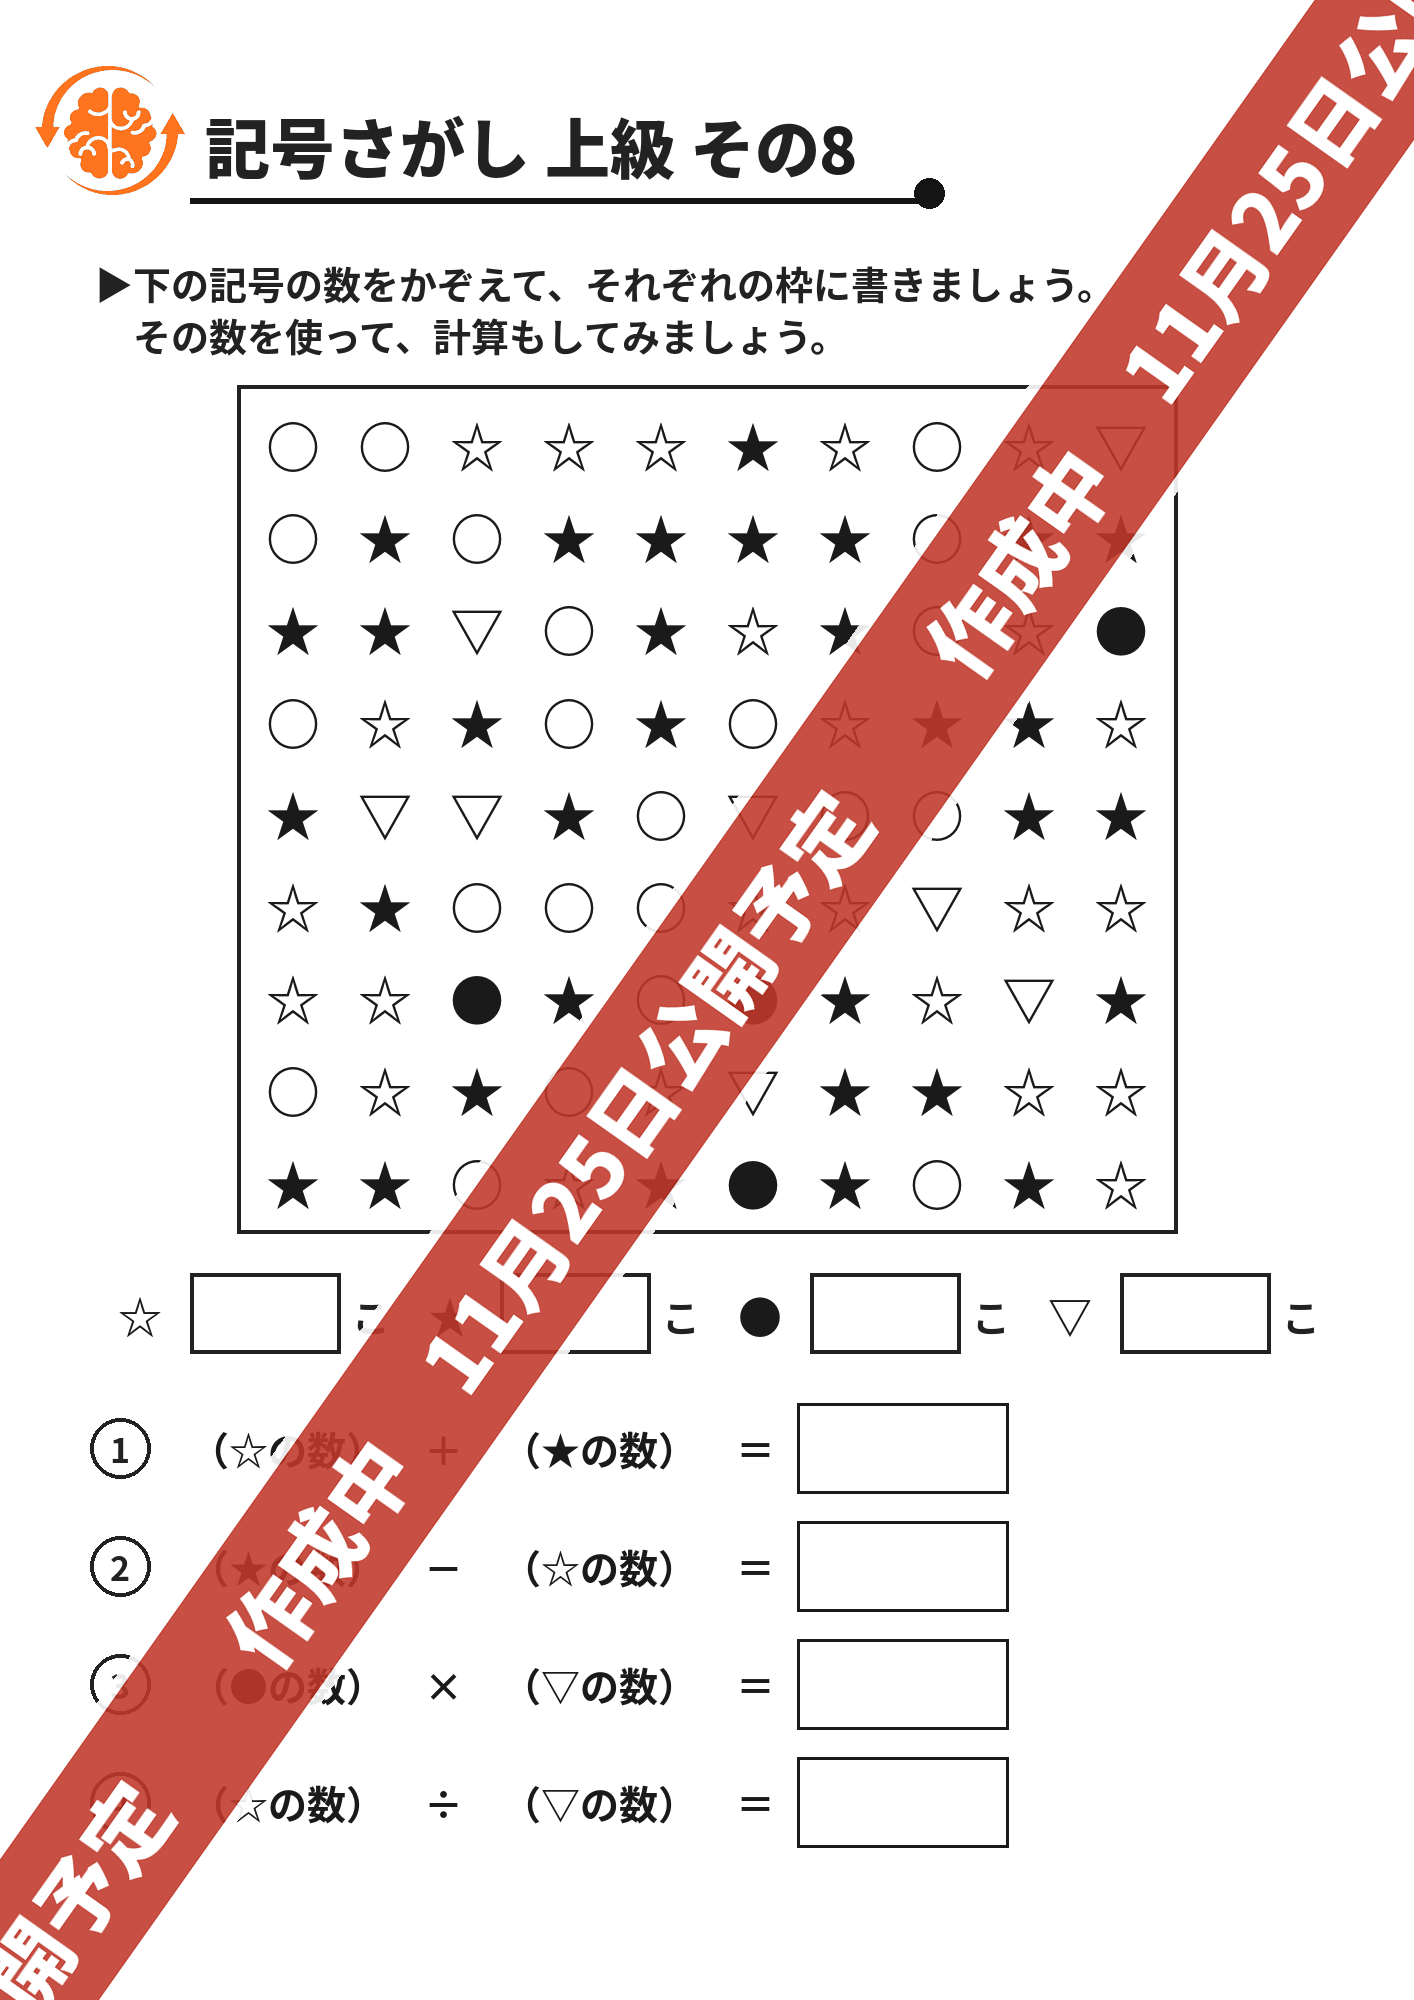 記号さがし 上級 その8
▶下の記号の数をかぞえて、それぞれの枠に書きましょう。
その数を使って、計算もしてみましょう。
○ ○ ☆ ☆ ☆ ★ ☆ ○ ☆ ▽
○ ★ ○ ★ ★ ★ ★ ○ ★ ★
★ ★ ▽ ○ ★ ☆ ★ ○ ☆ ●
○ ☆ ★ ○ ★ ○ ☆ ★ ★ ☆
★ ▽ ▽ ★ ○ ▽ ○ ○ ★ ★
☆ ★ ○ ○ ○ ☆ ☆ ▽ ☆ ☆
☆ ☆ ● ★ ○ ● ★ ☆ ▽ ★
○ ☆ ★ ○ ☆ ▽ ★ ★ ☆ ☆
★ ★ ○ ☆ ★ ● ★ ○ ★ ☆
☆ こ ★ こ ● こ ▽ こ
① (☆の数) + (★の数) =
② (★の数) − (☆の数) =
③ (●の数) × (▽の数) =
(☆の数) ÷ (▽の数) =
開予定 作成中 11月25日公開予定 作成中 11月25日公